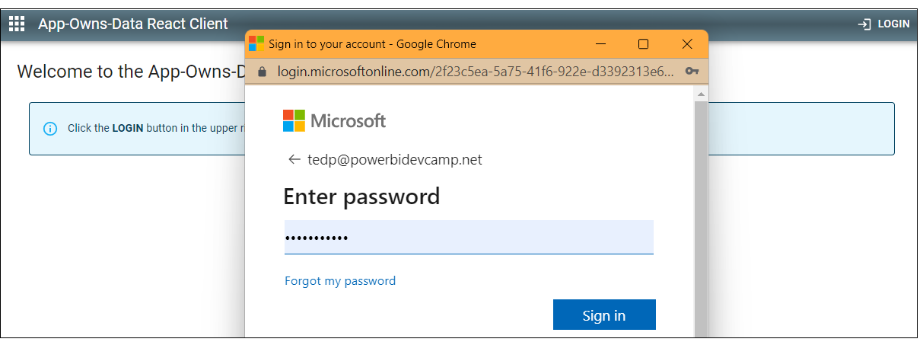 App-Owns-Data React Client
LOGIN
Sign in to your account - Google Chrome
Welcome to the App-Owns-D
login.microsoftonline.com/2f23c5ea-5a75-41f6-922e-d3392313e6...
Click the LOGIN button in the upper r
Microsoft
← tedp@powerbidevcamp.net
Enter password
•••••••••••
Forgot my password
Sign in